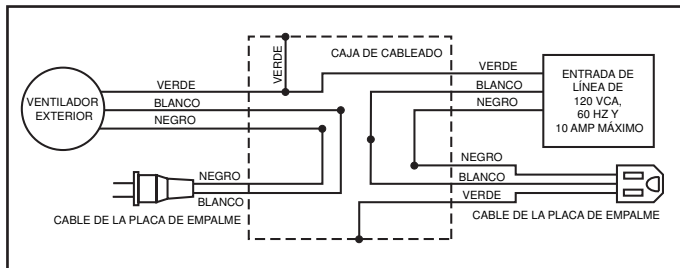 CAJA DE CABLEADO
VERDE
VERDE
BLANCO
NEGRO
VENTILADOR
EXTERIOR
VERDE
BLANCO
NEGRO
ENTRADA DE
LÍNEA DE
120 VCA,
60 HZ Y
10 AMP MÁXIMO
NEGRO
BLANCO
CABLE DE LA PLACA DE EMPALME
NEGRO
BLANCO
VERDE
CABLE DE LA PLACA DE EMPALME